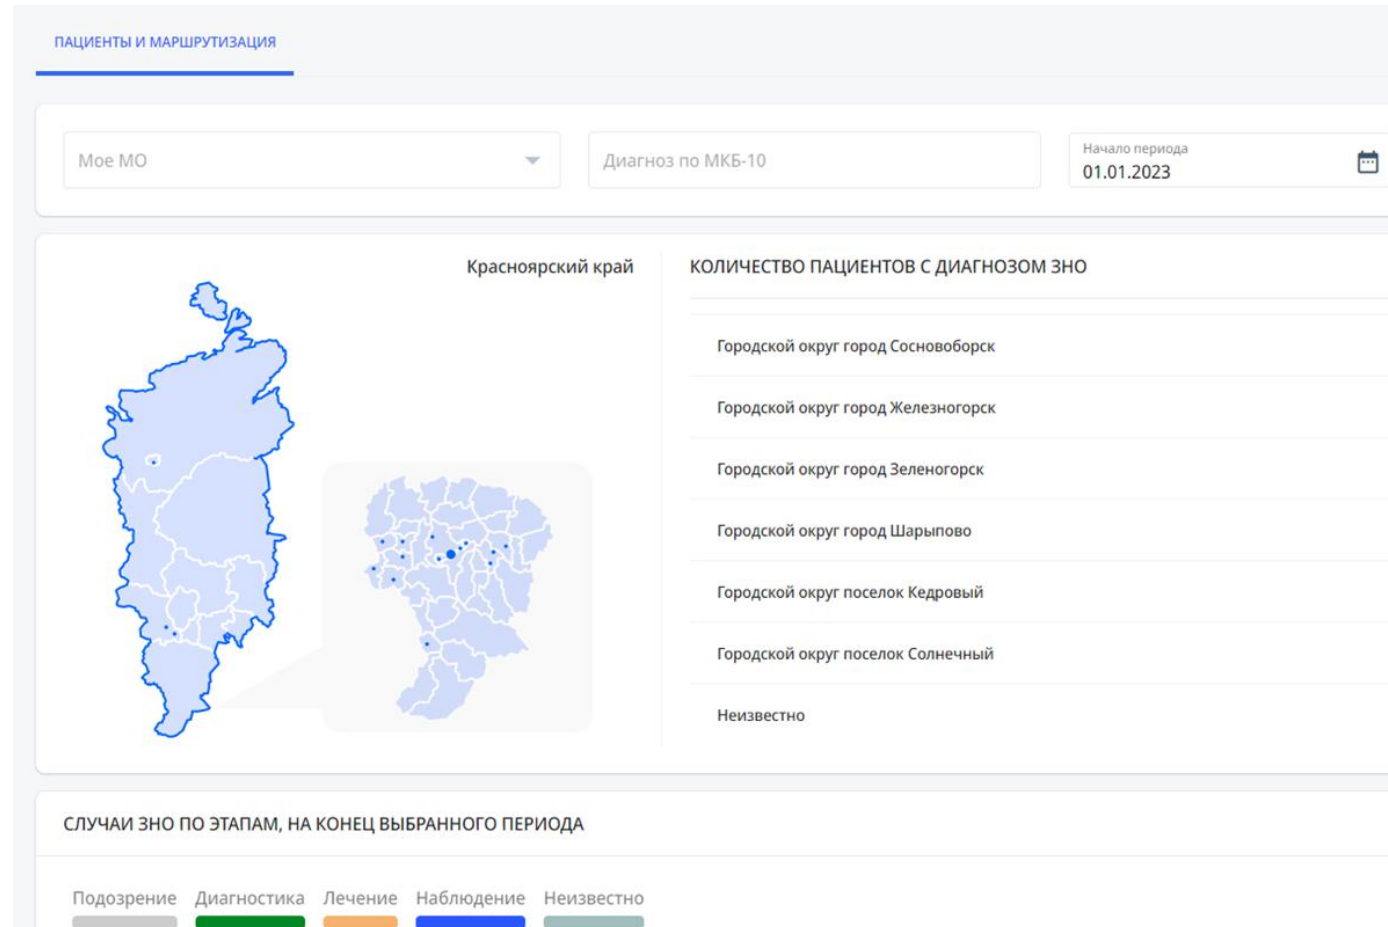 ПАЦИЕНТЫ И МАРШРУТИЗАЦИЯ
Мое МО
Диагноз по МКБ-10
Начало периода
01.01.2023
Красноярский край
КОЛИЧЕСТВО ПАЦИЕНТОВ С ДИАГНОЗОМ ЗНО
Городской округ город Сосновоборск
Городской округ город Железногорск
Городской округ город Зеленогорск
Городской округ город Шарыпово
Городской округ поселок Кедровый
Городской округ поселок Солнечный
Неизвестно
СЛУЧАИ ЗНО ПО ЭТАПАМ, НА КОНЕЦ ВЫБРАННОГО ПЕРИОДА
Подозрение Диагностика Лечение Наблюдение Неизвестно